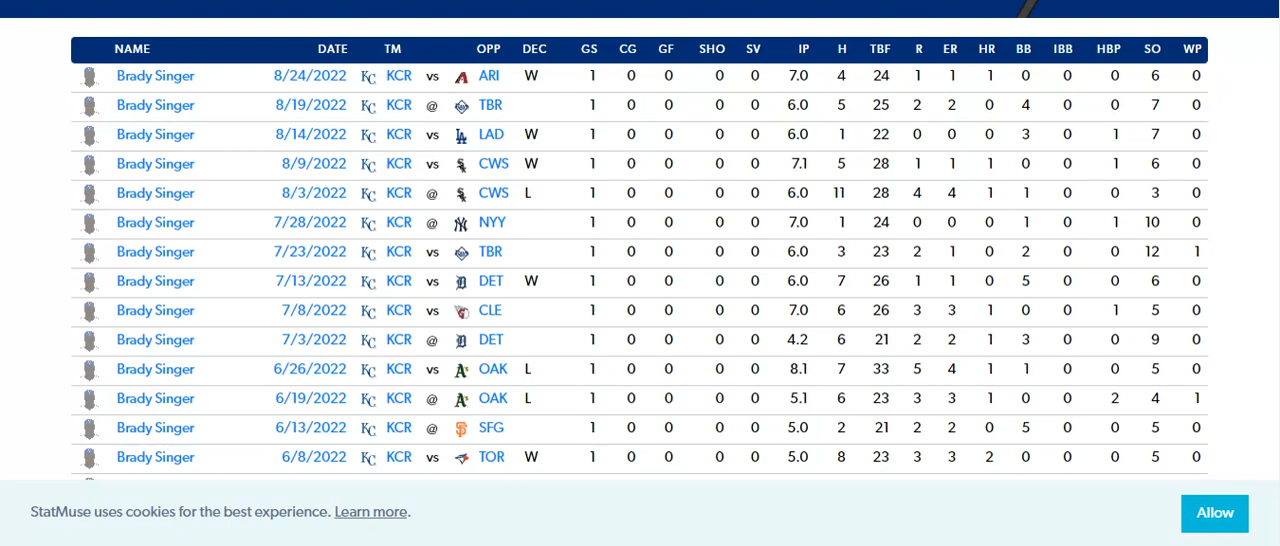 NAME DATE TM OPP DEC GS CG GF SHO SV IP H TBF R ER HR BB IBB HBP SO WP
Brady Singer 8/24/2022 KC KCR vs ARI W 1 0 0 0 0 7.0 4 24 1 1 1 0 0 0 6 0
Brady Singer 8/19/2022 KC KCR @ TBR 1 0 0 0 0 6.0 5 25 2 2 0 4 0 0 7 0
Brady Singer 8/14/2022 KC KCR vs LA LAD W 1 0 0 0 0 6.0 1 22 0 0 0 3 0 1 7 0
Brady Singer 8/9/2022 KC KCR vs CWS W 1 0 0 0 0 7.1 5 28 1 1 1 0 0 1 6 0
Brady Singer 8/3/2022 KC KCR @ CWS L 1 0 0 0 0 6.0 11 28 4 4 1 1 0 0 3 0
Brady Singer 7/28/2022 KC KCR @ NY NYY 1 0 0 0 0 7.0 1 24 0 0 0 1 0 1 10 0
Brady Singer 7/23/2022 KC KCR vs TBR 1 0 0 0 0 6.0 3 23 2 1 0 2 0 0 12 1
Brady Singer 7/13/2022 KC KCR vs D DET W 1 0 0 0 0 6.0 7 26 1 1 0 5 0 0 6 0
Brady Singer 7/8/2022 KC KCR vs CLE 1 0 0 0 0 7.0 6 26 3 3 1 0 0 1 5 0
Brady Singer 7/3/2022 KC KCR @ D DET 1 0 0 0 0 4.2 6 21 2 2 1 3 0 0 9 0
Brady Singer 6/26/2022 KC KCR vs A's OAK L 1 0 0 0 0 8.1 7 33 5 4 1 1 0 0 5 0
Brady Singer 6/19/2022 KC KCR @ A's OAK L 1 0 0 0 0 5.1 6 23 3 3 1 0 0 2 4 1
Brady Singer 6/13/2022 KC KCR @ SF SFG 1 0 0 0 0 5.0 2 21 2 2 0 5 0 0 5 0
Brady Singer 6/8/2022 KC KCR vs TOR W 1 0 0 0 0 5.0 8 23 3 3 2 0 0 0 5 0
StatMuse uses cookies for the best experience. Learn more.
Allow